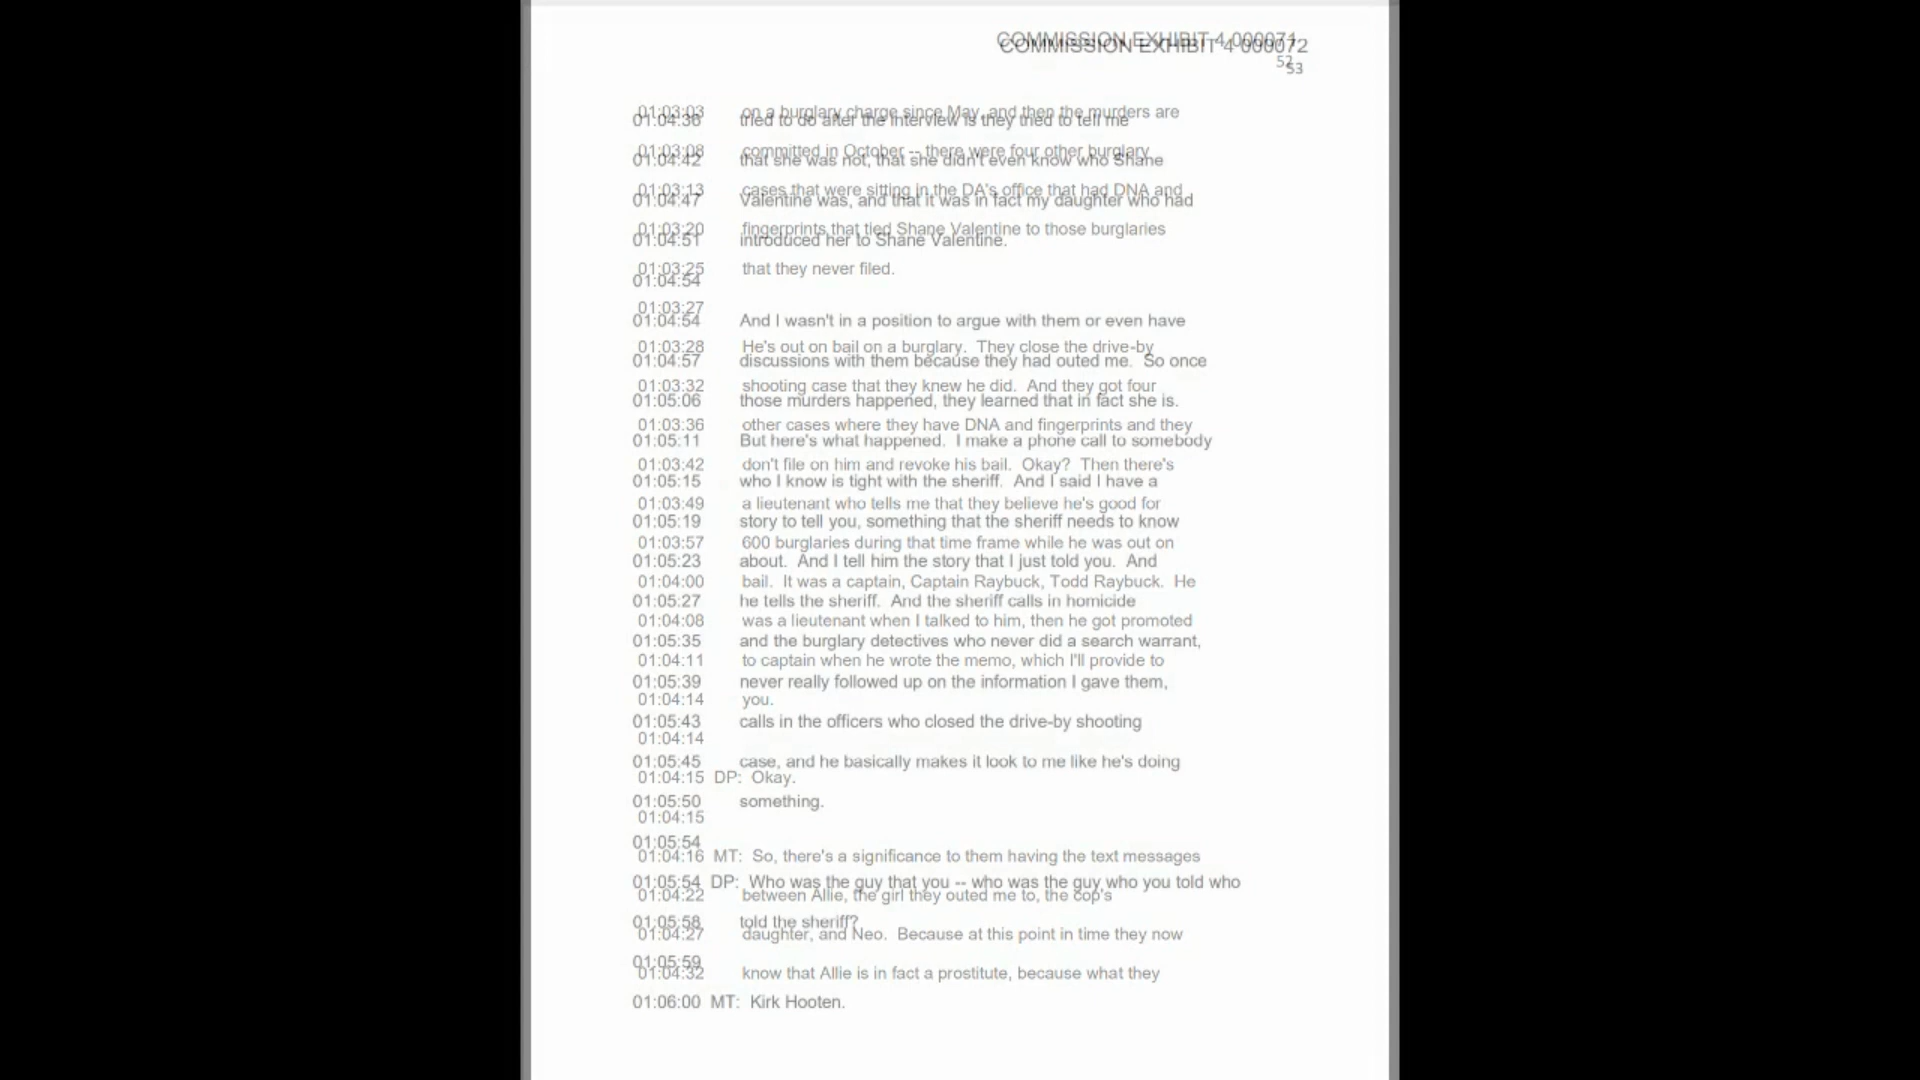 COMMISSION EXHIBIT 4 000071
52
01:03:03 on a burglary charge since May, and then the murders are
01:03:08 committed in October -- there were four other burglary
01:03:13 cases that were sitting in the DA's office that had DNA and
01:03:20 fingerprints that tied Shane Valentine to those burglaries
01:03:25 that they never filed.
01:03:27
01:03:28 He's out on bail on a burglary. They close the drive-by
01:03:32 shooting case that they knew he did. And they got four
01:03:36 other cases where they have DNA and fingerprints and they
01:03:42 don't file on him and revoke his bail. Okay? Then there's
01:03:49 a lieutenant who tells me that they believe he's good for
01:03:57 600 burglaries during that time frame while he was out on
01:04:00 bail. It was a captain, Captain Raybuck, Todd Raybuck. He
01:04:08 was a lieutenant when I talked to him, then he got promoted
01:04:11 to captain when he wrote the memo, which I'll provide to
01:04:14 you.
01:04:14
01:04:15 DP: Okay.
01:04:15
01:04:16 MT: So, there's a significance to them having the text messages
01:04:22 between Allie, the girl they outed me to, the cop's
01:04:27 daughter, and Neo. Because at this point in time they now
01:04:32 know that Allie is in fact a prostitute, because what they
COMMISSION EXHIBIT 4 000072
53
01:04:36 tried to do after the interview is they tried to tell me
01:04:42 that she was not, that she didn't even know who Shane
01:04:47 Valentine was, and that it was in fact my daughter who had
01:04:51 introduced her to Shane Valentine.
01:04:54
01:04:54 And I wasn't in a position to argue with them or even have
01:04:57 discussions with them because they had outed me. So once
01:05:06 those murders happened, they learned that in fact she is.
01:05:11 But here's what happened. I make a phone call to somebody
01:05:15 who I know is tight with the sheriff. And I said I have a
01:05:19 story to tell you, something that the sheriff needs to know
01:05:23 about. And I tell him the story that I just told you. And
01:05:27 he tells the sheriff. And the sheriff calls in homicide
01:05:35 and the burglary detectives who never did a search warrant,
01:05:39 never really followed up on the information I gave them,
01:05:43 calls in the officers who closed the drive-by shooting
01:05:45 case, and he basically makes it look to me like he's doing
01:05:50 something.
01:05:54
01:05:54 DP: Who was the guy that you -- who was the guy who you told who
01:05:58 told the sheriff?
01:05:59
01:06:00 MT: Kirk Hooten.